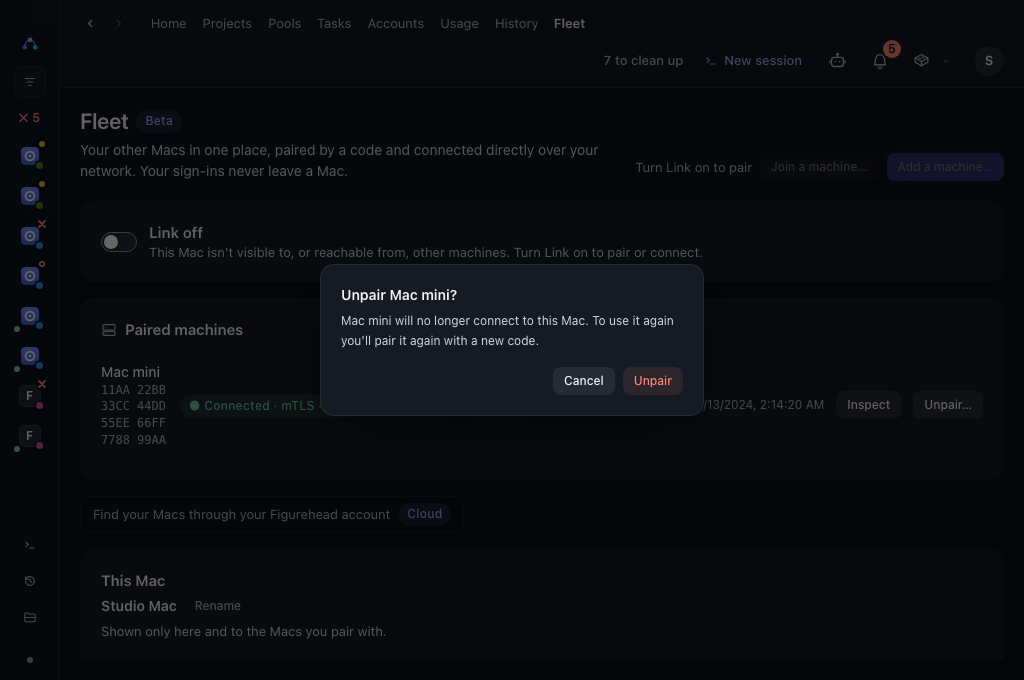 Home Projects Pools Tasks Accounts Usage History Fleet
7 to clean up New session 5 S
5
Fleet Beta
Your other Macs in one place, paired by a code and connected directly over your
network. Your sign-ins never leave a Mac.
Turn Link on to pair Join a machine... Add a machine...
Link off
This Mac isn't visible to, or reachable from, other machines. Turn Link on to pair or connect.
Unpair Mac mini?
Mac mini will no longer connect to this Mac. To use it again
you'll pair it again with a new code.
Cancel Unpair
Paired machines
Mac mini
11AA 22BB
33CC 44DD
55EE 66FF
7788 99AA
Connected · mTLS ·
/13/2024, 2:14:20 AM Inspect Unpair...
F
F
Find your Macs through your Figurehead account Cloud
This Mac
Studio Mac Rename
Shown only here and to the Macs you pair with.